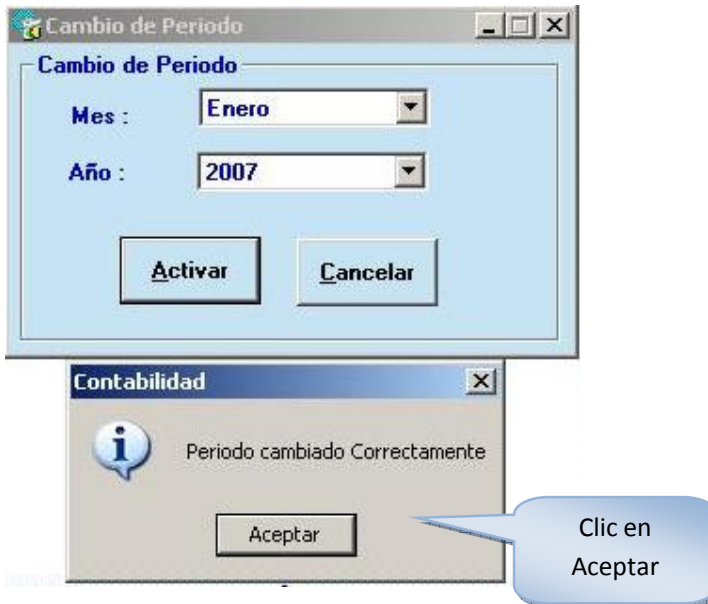 Cambio de Periodo
Cambio de Periodo
Mes : Enero
Año : 2007
Activar Cancelar
Contabilidad
Periodo cambiado Correctamente
Aceptar
Clic en
Aceptar